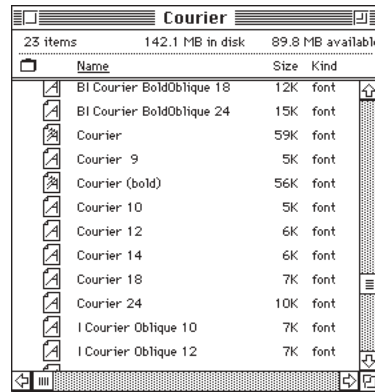 Courier
23 items 142.1 MB in disk 89.8 MB available
Name Size Kind
BI Courier BoldOblique 18 12K font
BI Courier BoldOblique 24 15K font
Courier 59K font
Courier 9 5K font
Courier (bold) 56K font
Courier 10 5K font
Courier 12 6K font
Courier 14 6K font
Courier 18 7K font
Courier 24 10K font
I Courier Oblique 10 7K font
I Courier Oblique 12 7K font